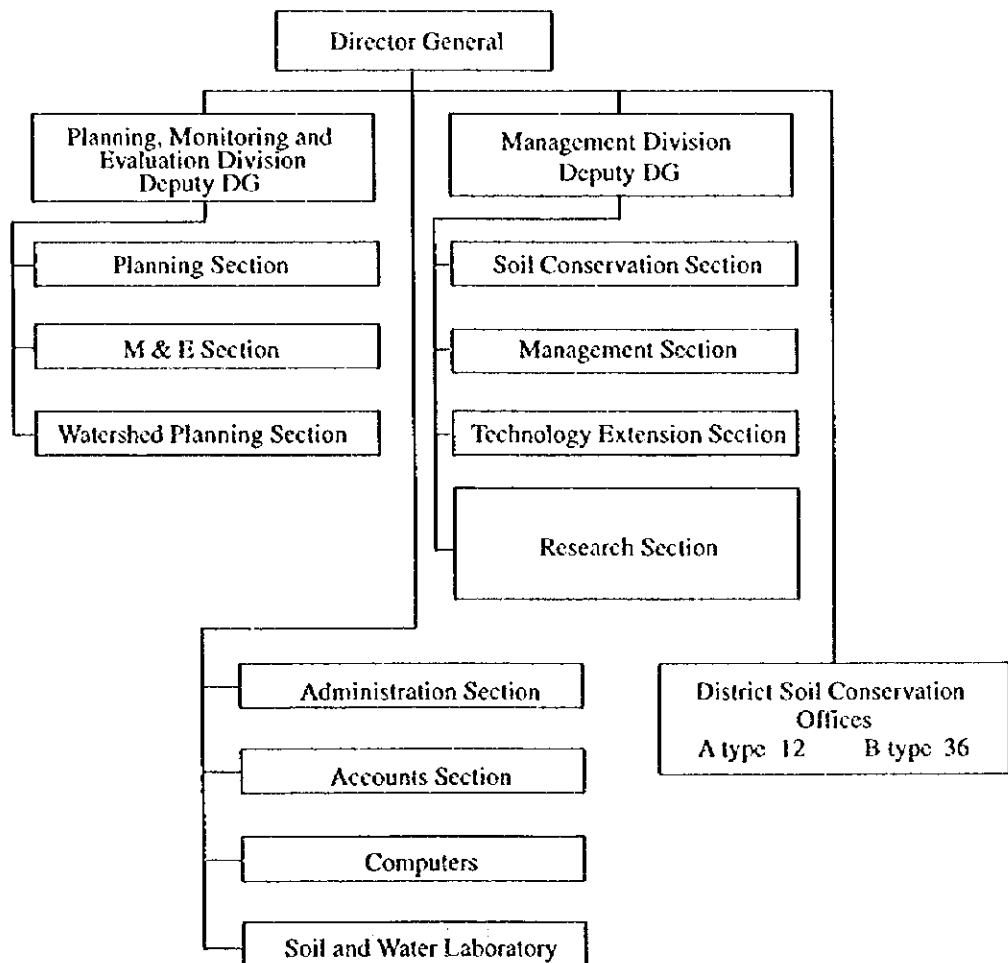 Director General
Planning, Monitoring and
Evaluation Division
Deputy DG
Management Division
Deputy DG
Planning Section
M & E Section
Watershed Planning Section
Soil Conservation Section
Management Section
Technology Extension Section
Research Section
Administration Section
Accounts Section
Computers
Soil and Water Laboratory
District Soil Conservation
Offices
A type 12 B type 36